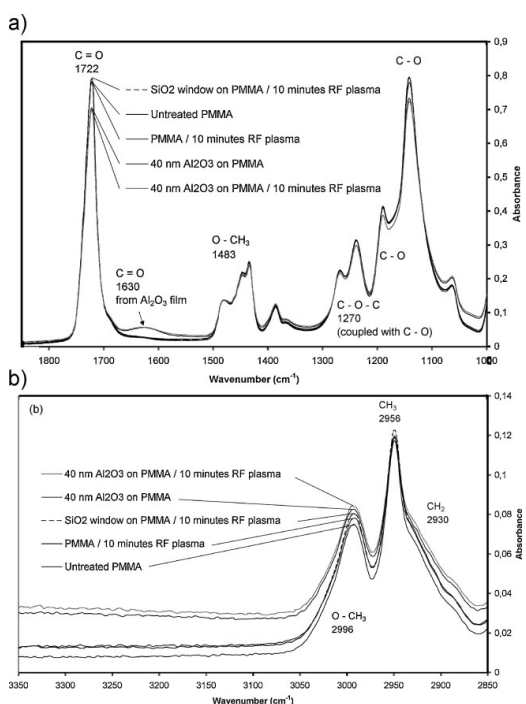 a)
C = O
1722
SiO2 window on PMMA / 10 minutes RF plasma
Untreated PMMA
PMMA / 10 minutes RF plasma
40 nm Al2O3 on PMMA
40 nm Al2O3 on PMMA / 10 minutes RF plasma
C - O
O - CH₃
1483
C = O
1630
from Al₂O₃ film
C - O
C - O - C
1270
(coupled with C - O)
0,9
0,8
0,7
0,6
0,5
0,4
0,3
0,2
0,1
0
Absorbance
1800 1700 1600 1500 1400 1300 1200 1100 1000
Wavenumber (cm⁻¹)
b)
(b)
CH₃
2956
40 nm Al2O3 on PMMA / 10 minutes RF plasma
40 nm Al2O3 on PMMA
SiO2 window on PMMA / 10 minutes RF plasma
PMMA / 10 minutes RF plasma
Untreated PMMA
CH₂
2930
O - CH₃
2996
0,14
0,12
0,1
0,08
0,06
0,04
0,02
0
Absorbance
3350 3300 3250 3200 3150 3100 3050 3000 2950 2900 2850
Wavenumber (cm⁻¹)